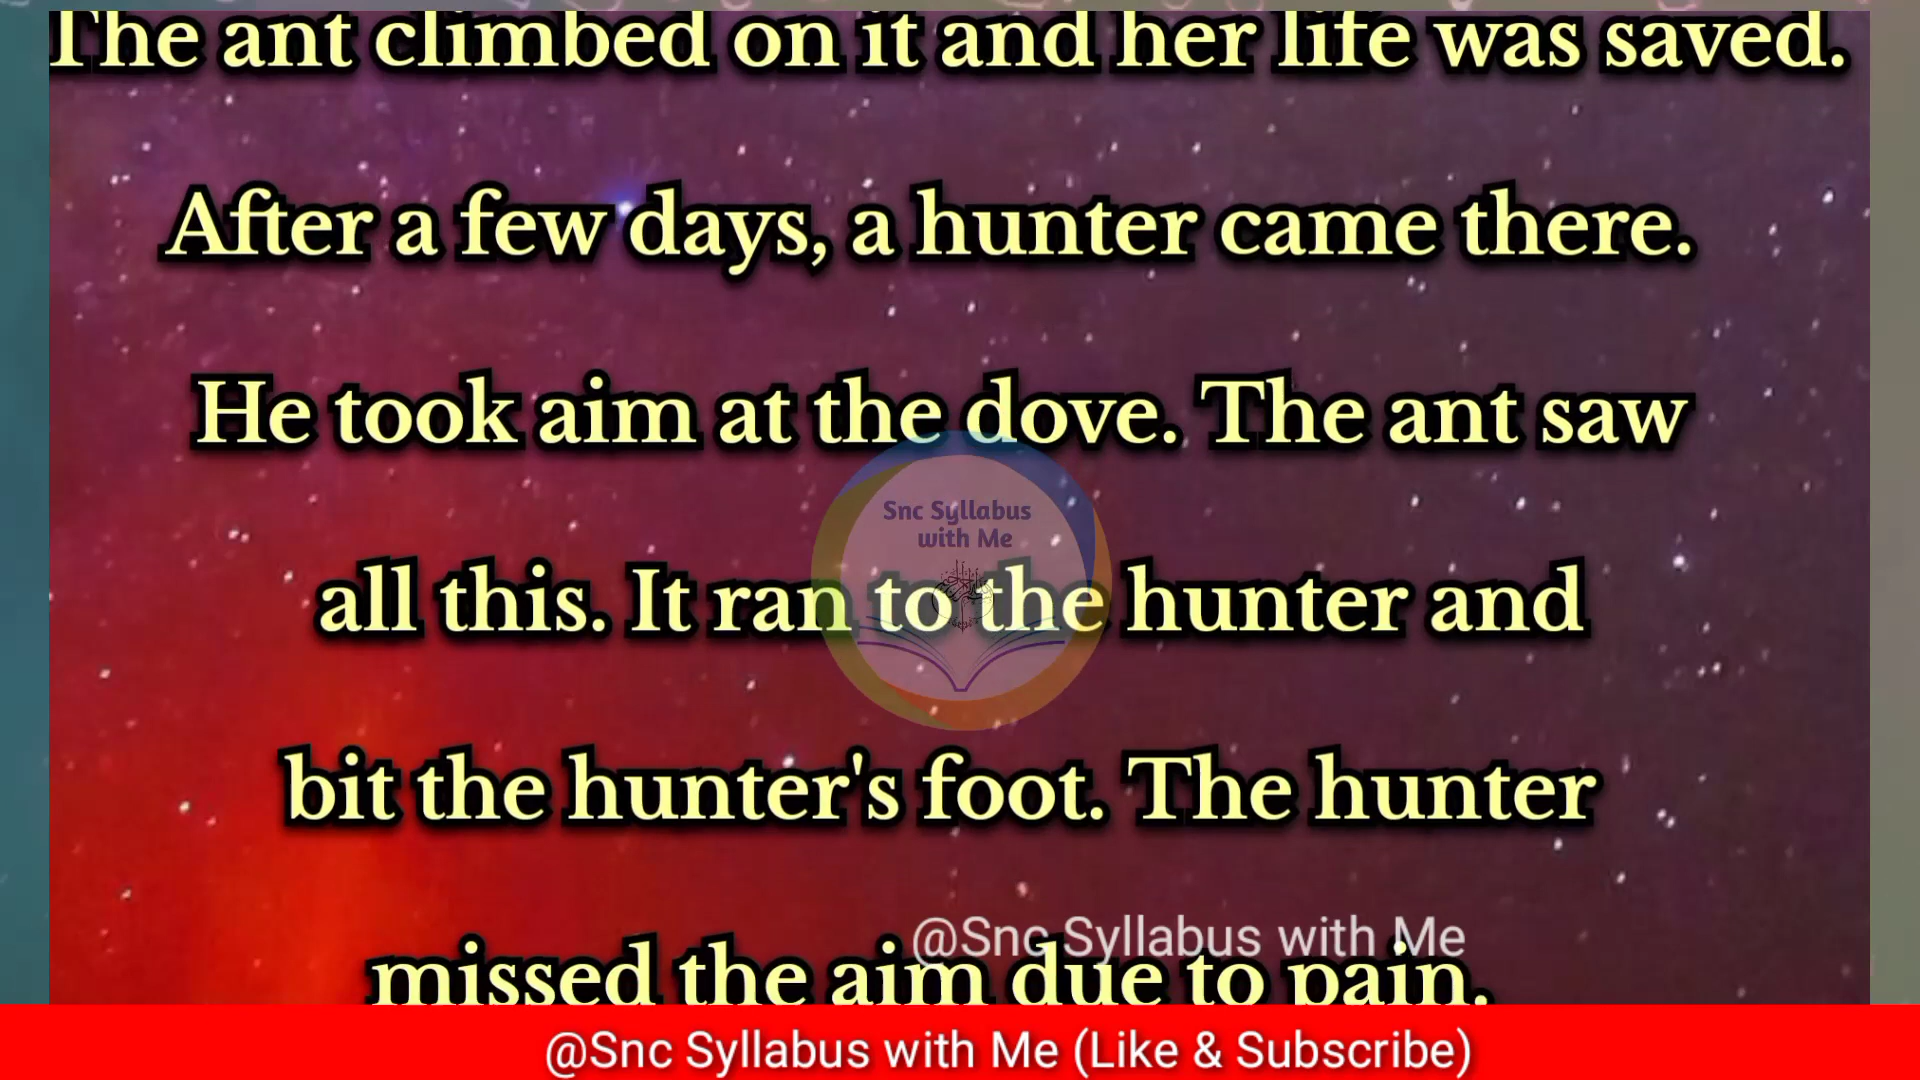 The ant climbed on it and her life was saved.
After a few days, a hunter came there.
He took aim at the dove. The ant saw
Snc Syllabus
with Me
all this. It ran to the hunter and
bit the hunter's foot. The hunter
@Snc Syllabus with Me
missed the aim due to pain.
@Snc Syllabus with Me (Like & Subscribe)